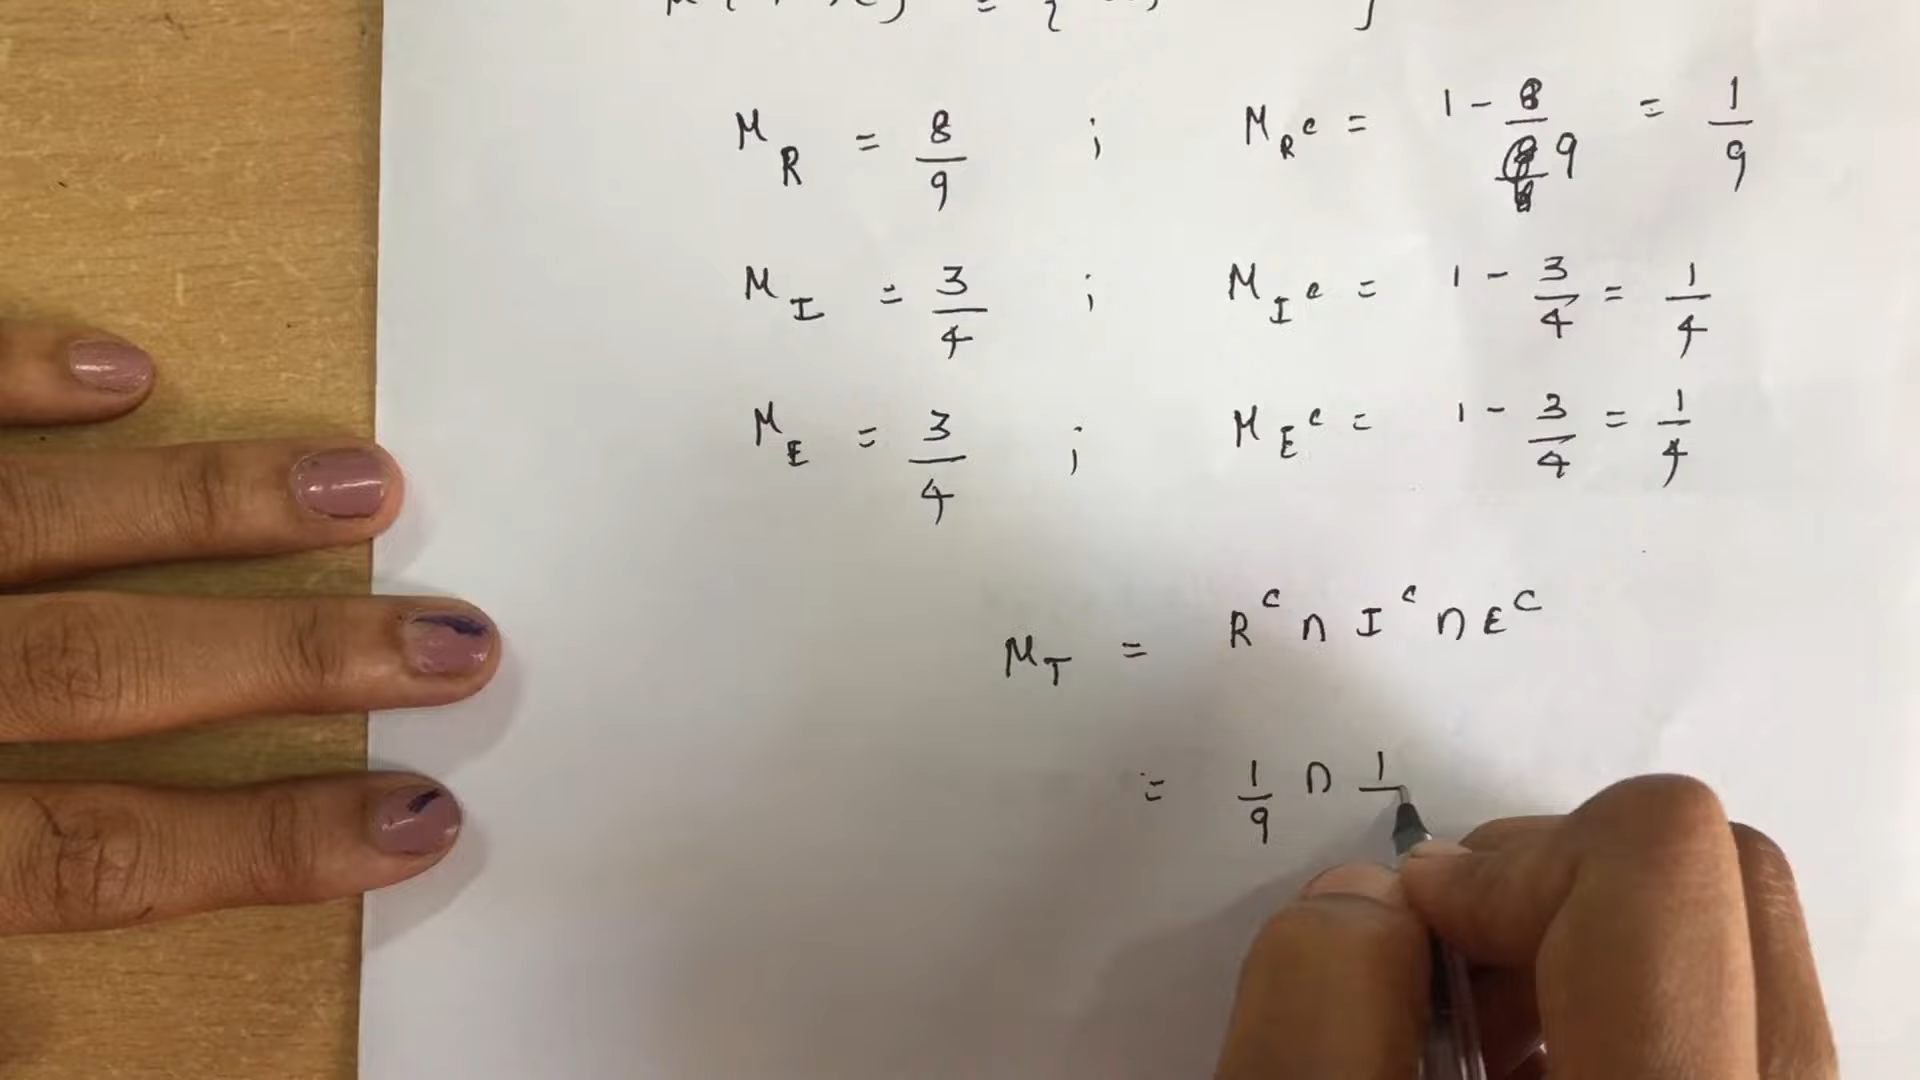 M_R = 8/9 ; M_R^c = 1 - 8/9 = 1/9
M_I = 3/4 ; M_I^c = 1 - 3/4 = 1/4
M_E = 3/4 ; M_E^c = 1 - 3/4 = 1/4
M_T = R^c ∩ I^c ∩ E^c
= 1/9 ∩ 1/